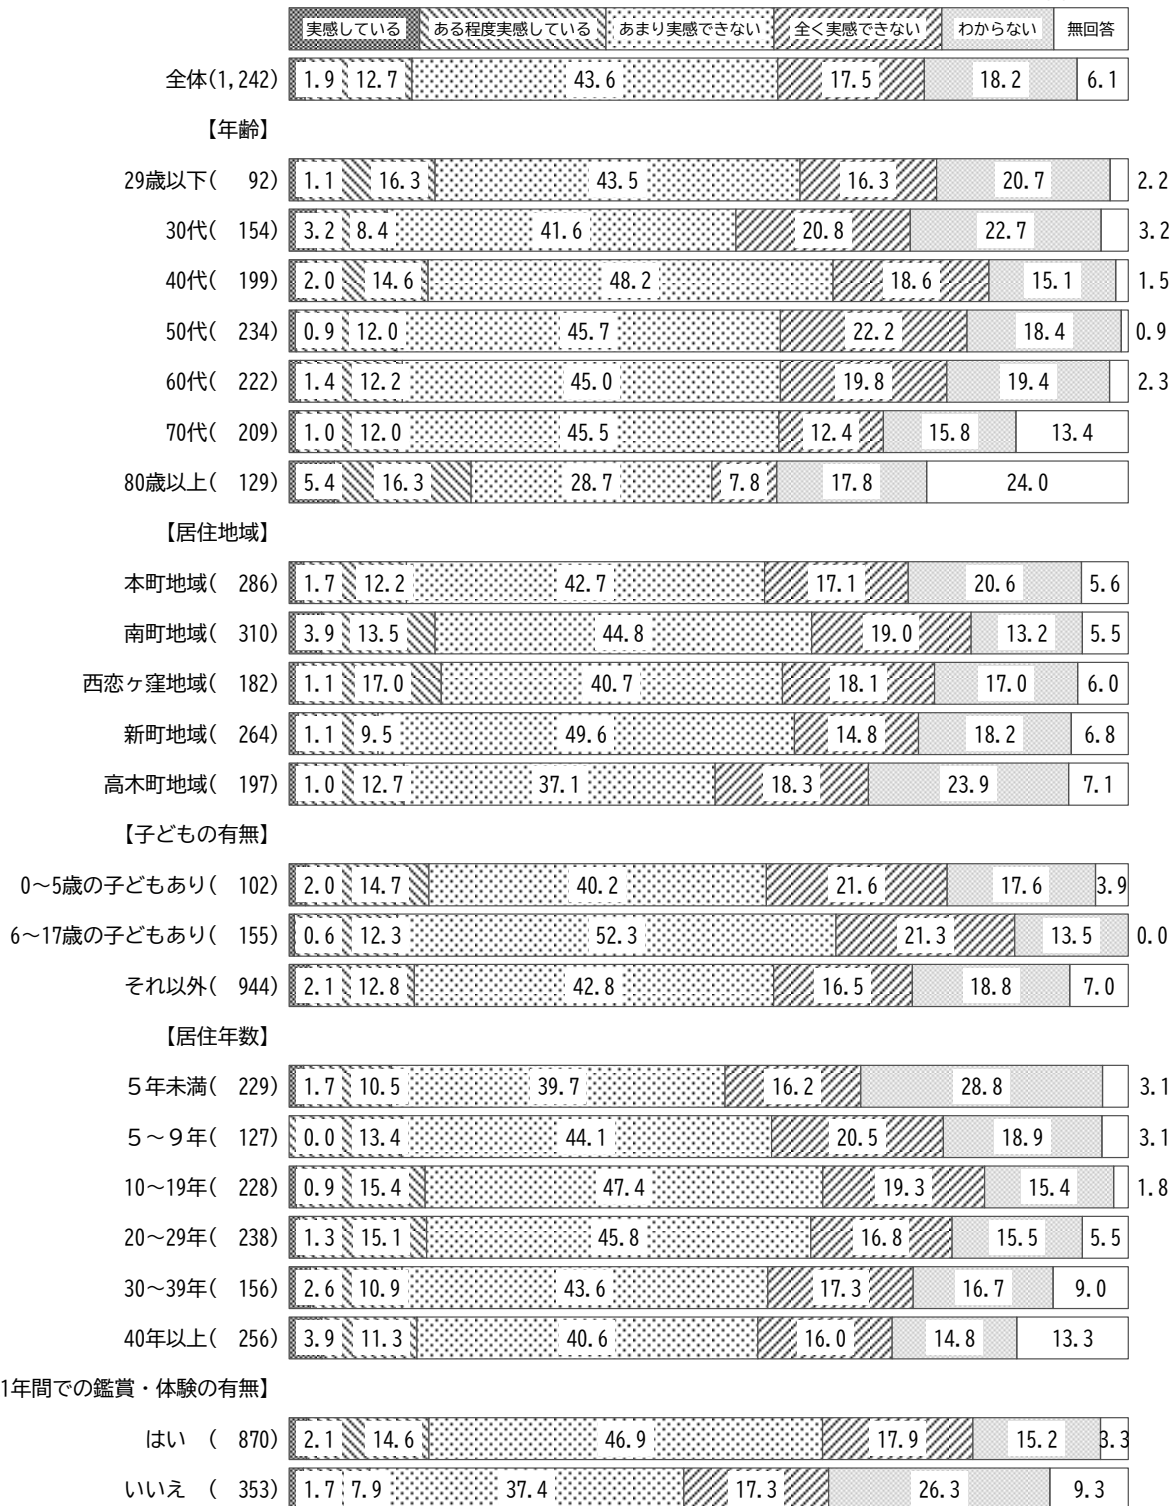 実感している ある程度実感している あまり実感できない 全く実感できない わからない 無回答
全体(1,242) 1.9 12.7 43.6 17.5 18.2 6.1
【年齢】
29歳以下( 92) 1.1 16.3 43.5 16.3 20.7 2.2
30代( 154) 3.2 8.4 41.6 20.8 22.7 3.2
40代( 199) 2.0 14.6 48.2 18.6 15.1 1.5
50代( 234) 0.9 12.0 45.7 22.2 18.4 0.9
60代( 222) 1.4 12.2 45.0 19.8 19.4 2.3
70代( 209) 1.0 12.0 45.5 12.4 15.8 13.4
80歳以上( 129) 5.4 16.3 28.7 7.8 17.8 24.0
【居住地域】
本町地域( 286) 1.7 12.2 42.7 17.1 20.6 5.6
南町地域( 310) 3.9 13.5 44.8 19.0 13.2 5.5
西恋ヶ窪地域( 182) 1.1 17.0 40.7 18.1 17.0 6.0
新町地域( 264) 1.1 9.5 49.6 14.8 18.2 6.8
高木町地域( 197) 1.0 12.7 37.1 18.3 23.9 7.1
【子どもの有無】
0～5歳の子どもあり( 102) 2.0 14.7 40.2 21.6 17.6 3.9
6～17歳の子どもあり( 155) 0.6 12.3 52.3 21.3 13.5 0.0
それ以外( 944) 2.1 12.8 42.8 16.5 18.8 7.0
【居住年数】
５年未満( 229) 1.7 10.5 39.7 16.2 28.8 3.1
５～９年( 127) 0.0 13.4 44.1 20.5 18.9 3.1
10～19年( 228) 0.9 15.4 47.4 19.3 15.4 1.8
20～29年( 238) 1.3 15.1 45.8 16.8 15.5 5.5
30～39年( 156) 2.6 10.9 43.6 17.3 16.7 9.0
40年以上( 256) 3.9 11.3 40.6 16.0 14.8 13.3
1年間での鑑賞・体験の有無】
はい ( 870) 2.1 14.6 46.9 17.9 15.2 3.3
いいえ ( 353) 1.7 7.9 37.4 17.3 26.3 9.3